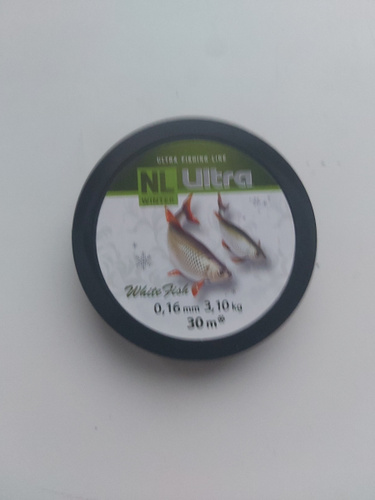 ULTRA FISHING LINE
NL Ultra
WINTER
White Fish
0,16 mm 3,10 kg
30 m*